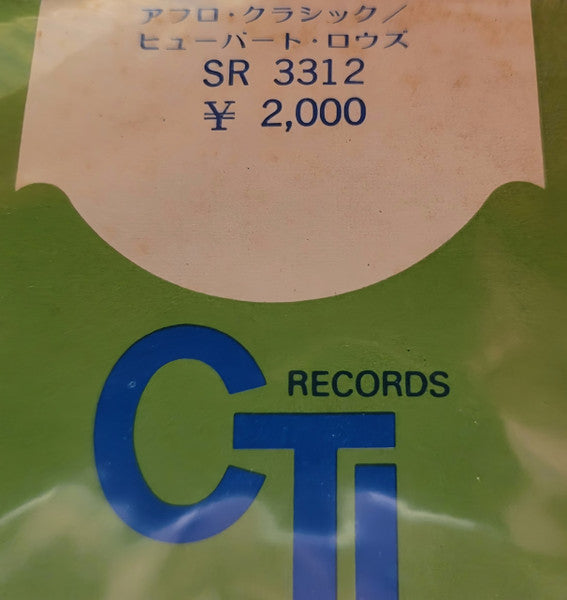 アフロ・クラシック／
ヒューバート・ロウズ
SR 3312
¥ 2,000
RECORDS
CTI